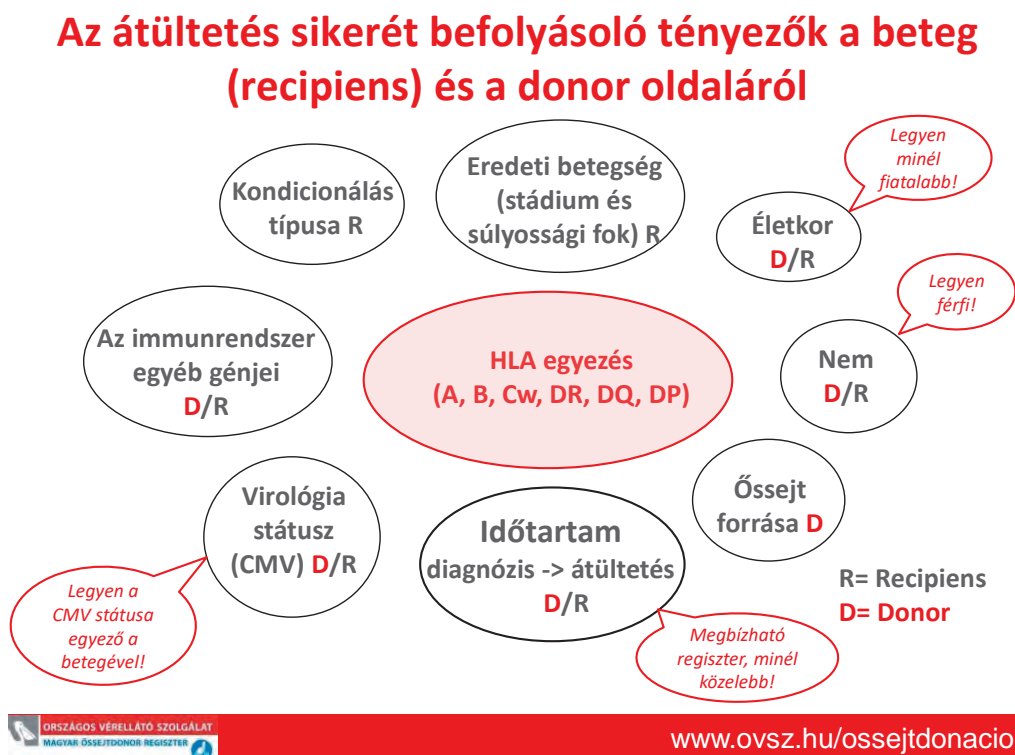 Az átültetés sikerét befolyásoló tényezők a beteg
(recipiens) és a donor oldaláról
Kondicionálás
típusa R
Eredeti betegség
(stádium és
súlyossági fok) R
Legyen
minél
fiatalabb!
Életkor
D/R
Legyen
férfi!
Az immunrendszer
egyéb génjei
D/R
HLA egyezés
(A, B, Cw, DR, DQ, DP)
Nem
D/R
Virológia
státusz
(CMV) D/R
Időtartam
diagnózis -> átültetés
D/R
Őssejt
forrása D
Legyen a
CMV státusa
egyező a
betegével!
Megbízható
regiszter, minél
közelebb!
R= Recipiens
D= Donor
ORSZÁGOS VÉRELLÁTÓ SZOLGÁLAT
MAGYAR ŐSSEJTDONOR REGISZTER
www.ovsz.hu/ossejtdonacio